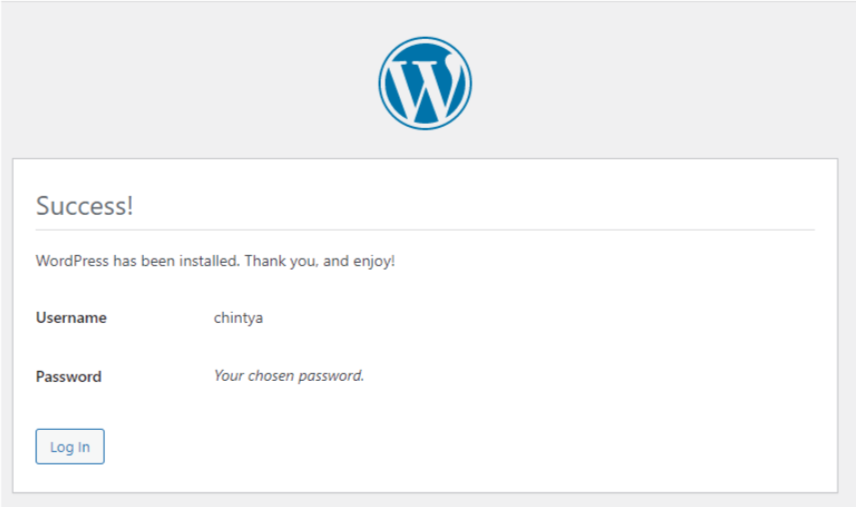 Success!
WordPress has been installed. Thank you, and enjoy!
Username chintya
Password Your chosen password.
Log In